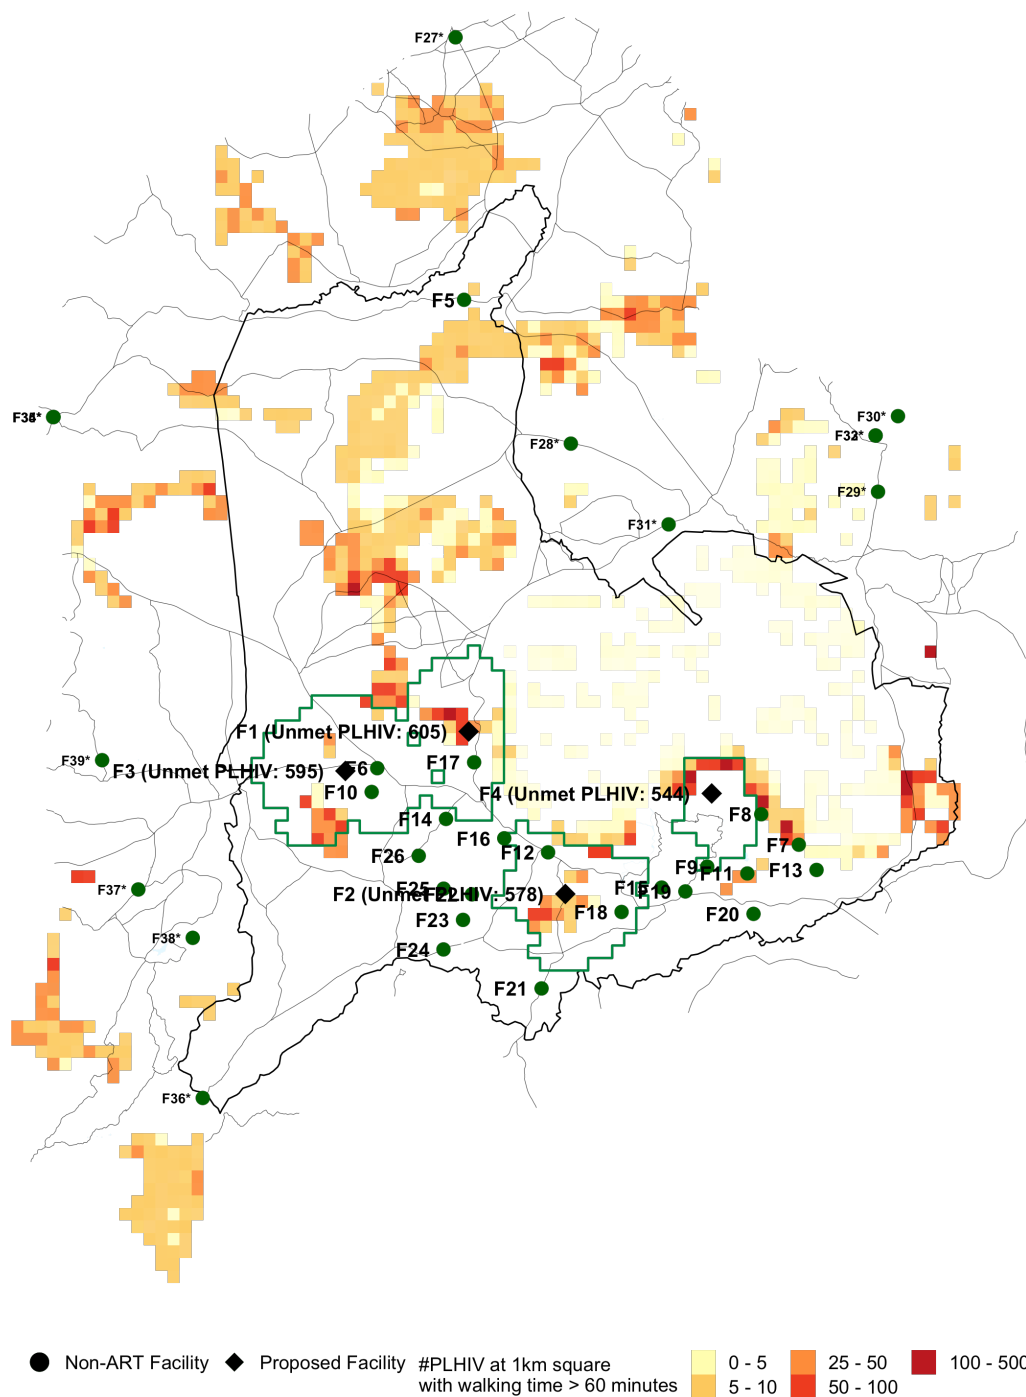 F27*
F5
F30*
F28*
F29*
F31*
F1 (Unmet PLHIV: 605)
F39*
F17
F3 (Unmet PLHIV: 595)
F6
F10
F4 (Unmet PLHIV: 544)
F8
F14
F16
F7
F12
F26
F9
F11
F13
F37*
F25
F2 (Unmet PLHIV: 578)
F15
F19
F18
F20
F23
F38*
F24
F21
F36*
Non-ART Facility
Proposed Facility
#PLHIV at 1km square
with walking time > 60 minutes
0 - 5
25 - 50
100 - 500
5 - 10
50 - 100